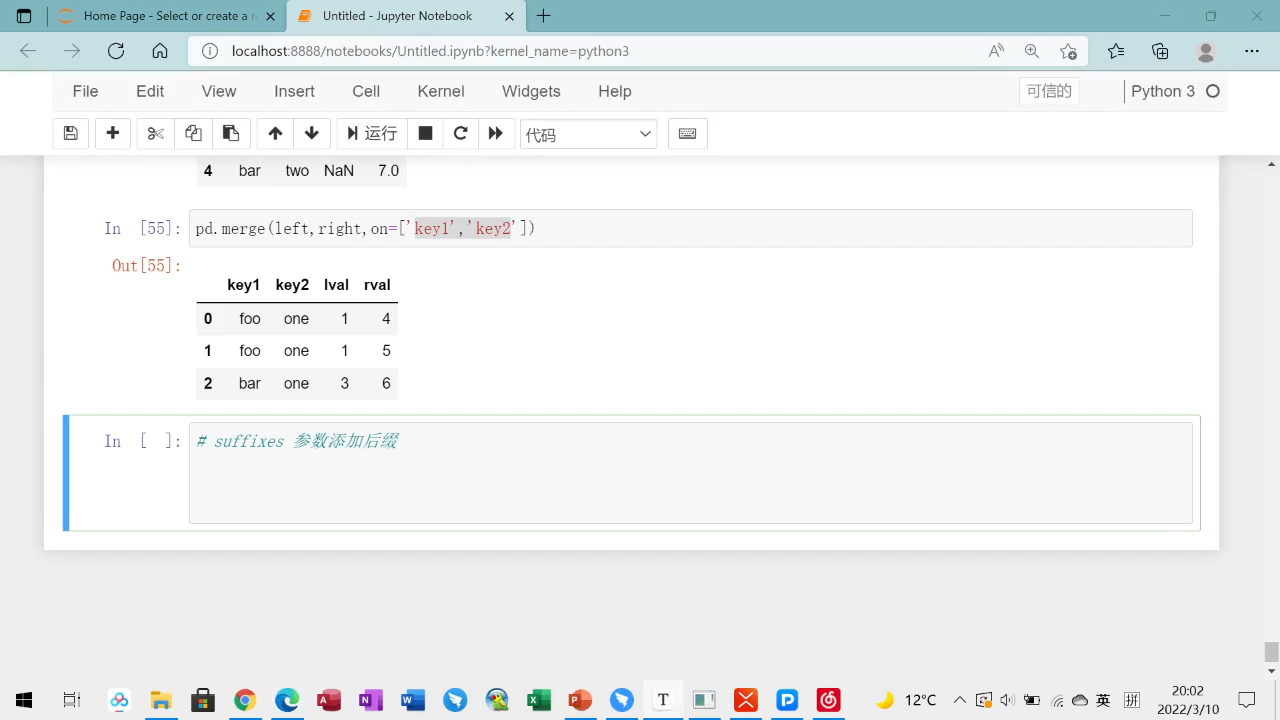 Home Page - Select or create a n
Untitled - Jupyter Notebook
localhost:8888/notebooks/Untitled.ipynb?kernel_name=python3
File Edit View Insert Cell Kernel Widgets Help 可信的 Python 3
运行 代码
4 bar two NaN 7.0
In [55]: pd.merge(left,right,on=['key1','key2'])
Out[55]:
key1 key2 lval rval
0 foo one 1 4
1 foo one 1 5
2 bar one 3 6
In [ ]: # suffixes 参数添加后缀
12°C 英 拼 20:02
2022/3/10